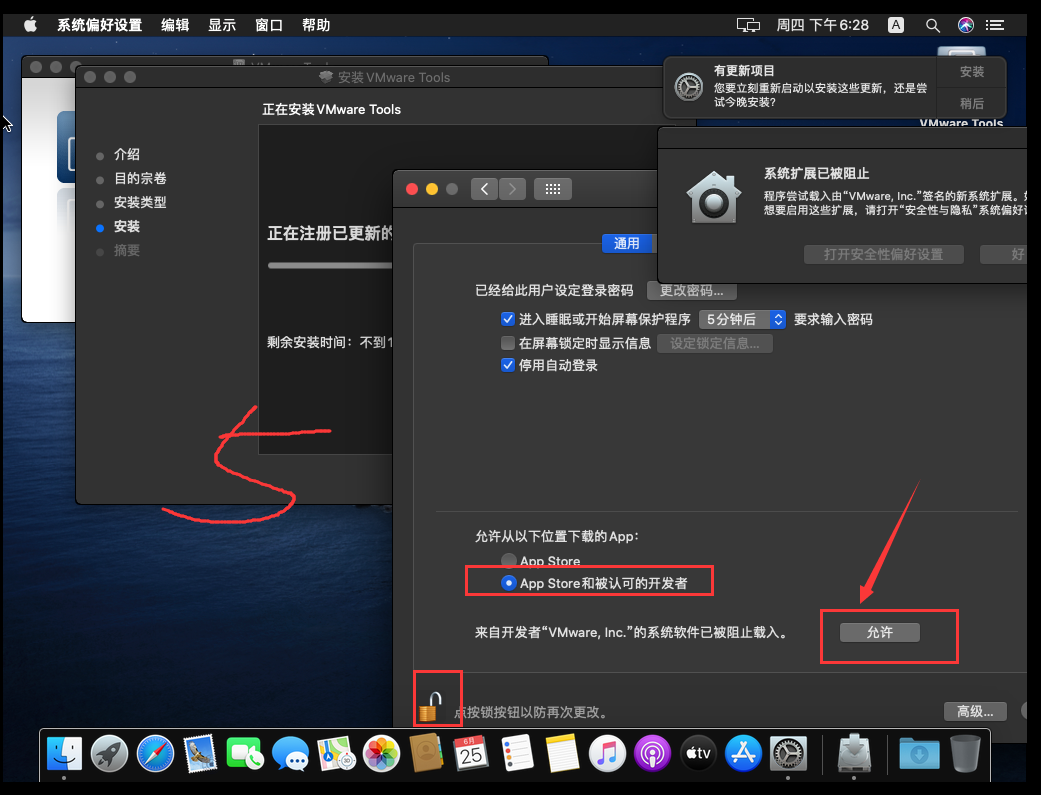 系统偏好设置 编辑 显示 窗口 帮助
周四 下午6:28 A
安装VMware Tools
正在安装VMware Tools
介绍
目的宗卷
安装类型
安装
摘要
正在注册已更新的
剩余安装时间：不到1
有更新项目
您要立刻重新启动以安装这些更新，还是尝
试今晚安装？
安装
稍后
VMware Tools
系统扩展已被阻止
程序尝试载入由“VMware, Inc.”签名的新系统扩展。
想要启用这些扩展，请打开“安全性与隐私”系统偏好
打开安全性偏好设置
好
通用
已经给此用户设定登录密码 更改密码...
进入睡眠或开始屏幕保护程序 5分钟后 要求输入密码
在屏幕锁定时显示信息 设定锁定信息...
停用自动登录
允许从以下位置下载的App：
App Store
App Store和被认可的开发者
来自开发者“VMware, Inc.”的系统软件已被阻止载入。 允许
点按锁按钮以防再次更改。
高级...
6月
25
3D
tv